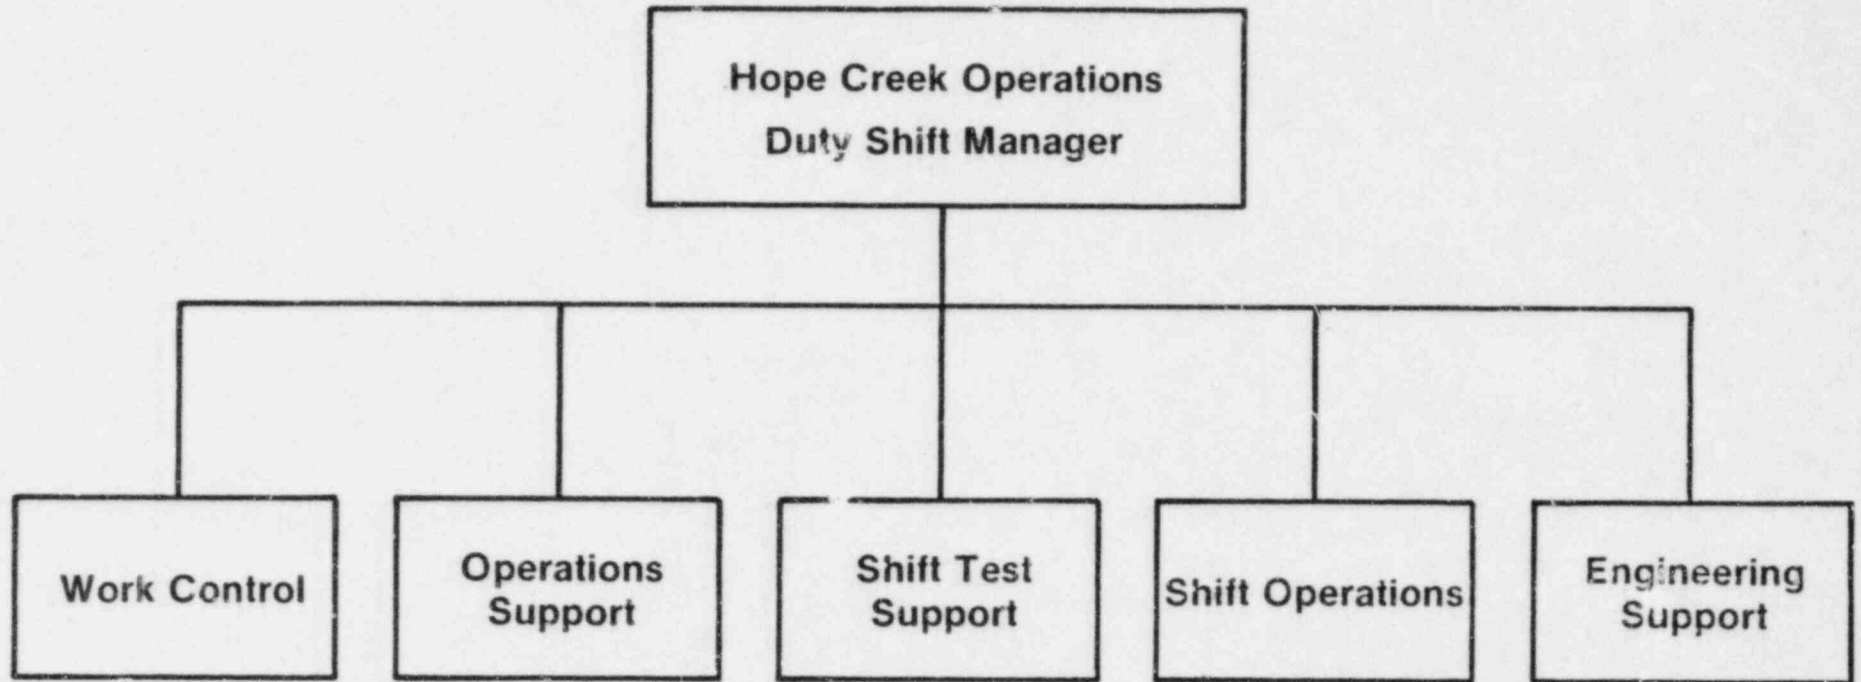 Hope Creek Operations
Duty Shift Manager
Work Control
Operations
Support
Shift Test
Support
Shift Operations
Engineering
Support